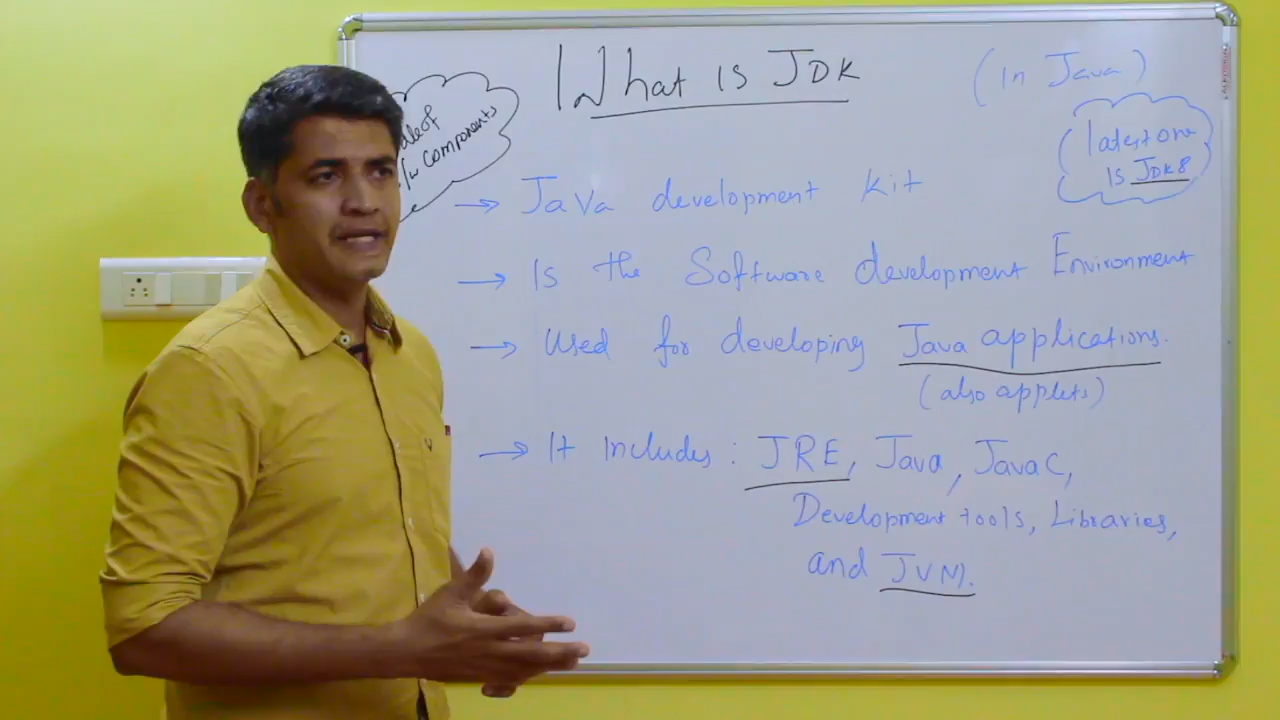 What is JDK (In Java)
components
latest one
is JDK8
→ Java development kit
→ Is the Software development Environment
→ Used for developing Java applications.
(also applets)
→ It includes: JRE, Java, JavaC,
Development tools, Libraries,
and JVM.